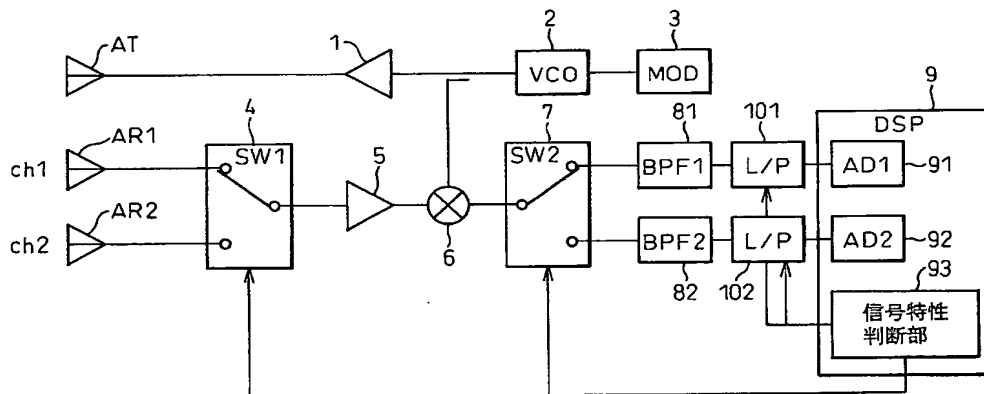 AT
1
2
VCO
3
MOD
9
DSP
ch1
AR1
4
SW1
5
6
7
SW2
81
BPF1
101
L/P
AD1
91
ch2
AR2
BPF2
82
L/P
102
AD2
92
93
信号特性
判断部